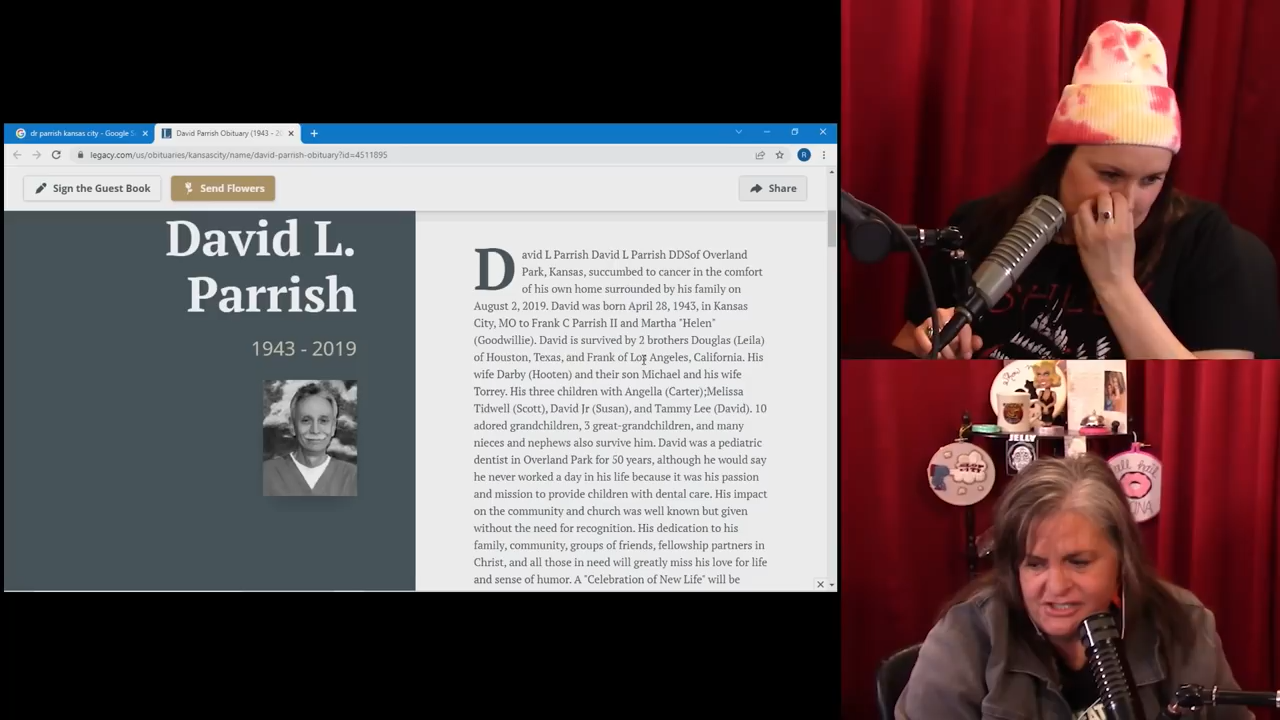 dr parrish kansas city - Google S
David Parrish Obituary (1943 - 20
legacy.com/us/obituaries/kansascity/name/david-parrish-obituary?id=4511895
R
Sign the Guest Book
Send Flowers
Share
David L.
Parrish
1943 - 2019
David L Parrish David L Parrish DDSof Overland
Park, Kansas, succumbed to cancer in the comfort
of his own home surrounded by his family on
August 2, 2019. David was born April 28, 1943, in Kansas
City, MO to Frank C Parrish II and Martha "Helen"
(Goodwillie). David is survived by 2 brothers Douglas (Leila)
of Houston, Texas, and Frank of Los Angeles, California. His
wife Darby (Hooten) and their son Michael and his wife
Torrey. His three children with Angella (Carter);Melissa
Tidwell (Scott), David Jr (Susan), and Tammy Lee (David). 10
adored grandchildren, 3 great-grandchildren, and many
nieces and nephews also survive him. David was a pediatric
dentist in Overland Park for 50 years, although he would say
he never worked a day in his life because it was his passion
and mission to provide children with dental care. His impact
on the community and church was well known but given
without the need for recognition. His dedication to his
family, community, groups of friends, fellowship partners in
Christ, and all those in need will greatly miss his love for life
and sense of humor. A "Celebration of New Life" will be
JELLY
all hail